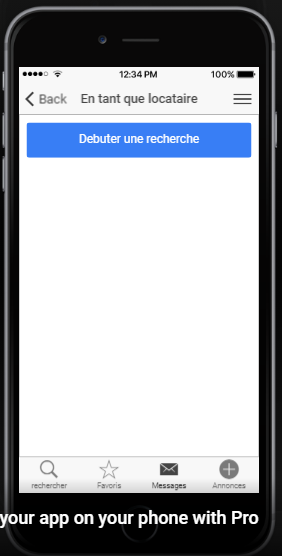 12:34 PM 100%
Back En tant que locataire
Debuter une recherche
rechercher Favoris Messages Annonces
your app on your phone with Pro